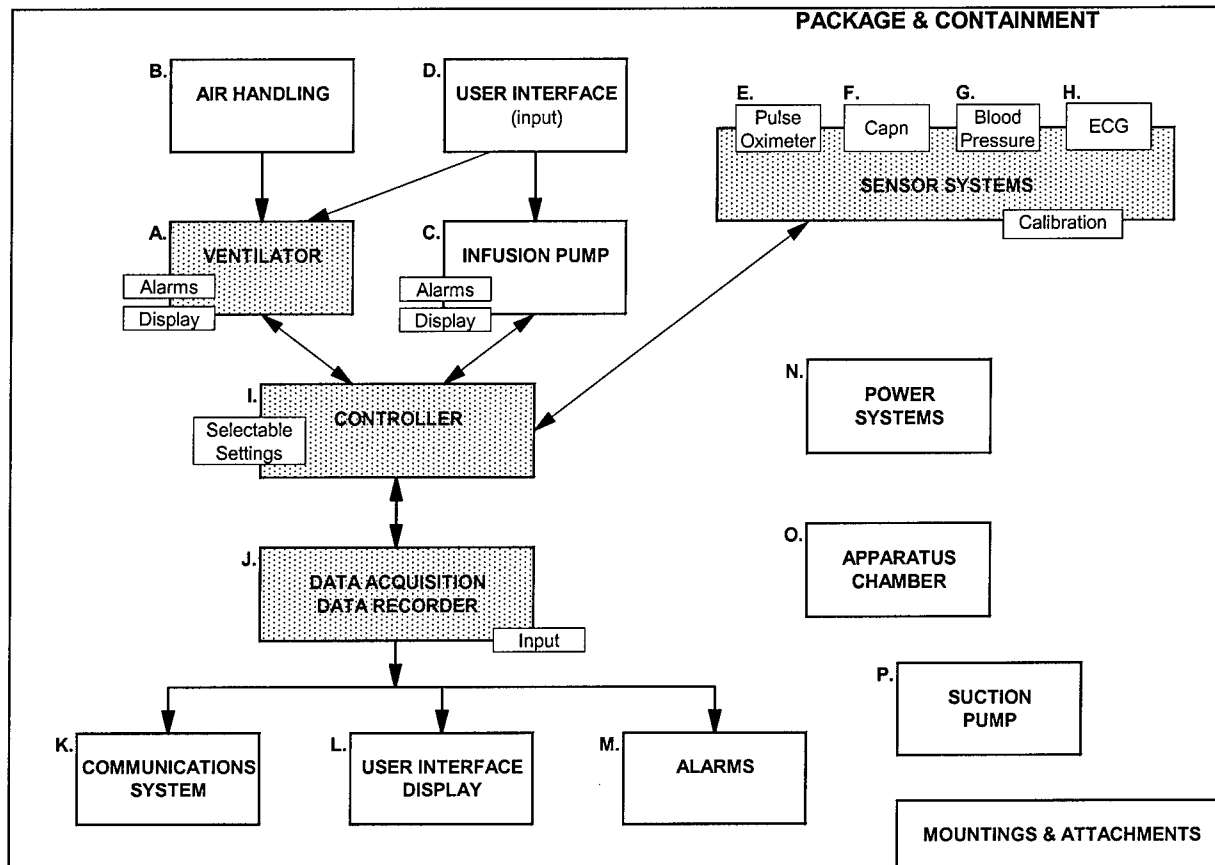 PACKAGE & CONTAINMENT
B.
AIR HANDLING
D.
USER INTERFACE
(input)
E.
Pulse
Oximeter
F.
Capn
G.
Blood
Pressure
H.
ECG
SENSOR SYSTEMS
Calibration
A.
VENTILATOR
Alarms
Display
C.
INFUSION PUMP
Alarms
Display
I.
CONTROLLER
Selectable
Settings
N.
POWER
SYSTEMS
J.
DATA ACQUISITION
DATA RECORDER
Input
O.
APPARATUS
CHAMBER
P.
SUCTION
PUMP
K.
COMMUNICATIONS
SYSTEM
L.
USER INTERFACE
DISPLAY
M.
ALARMS
MOUNTINGS & ATTACHMENTS